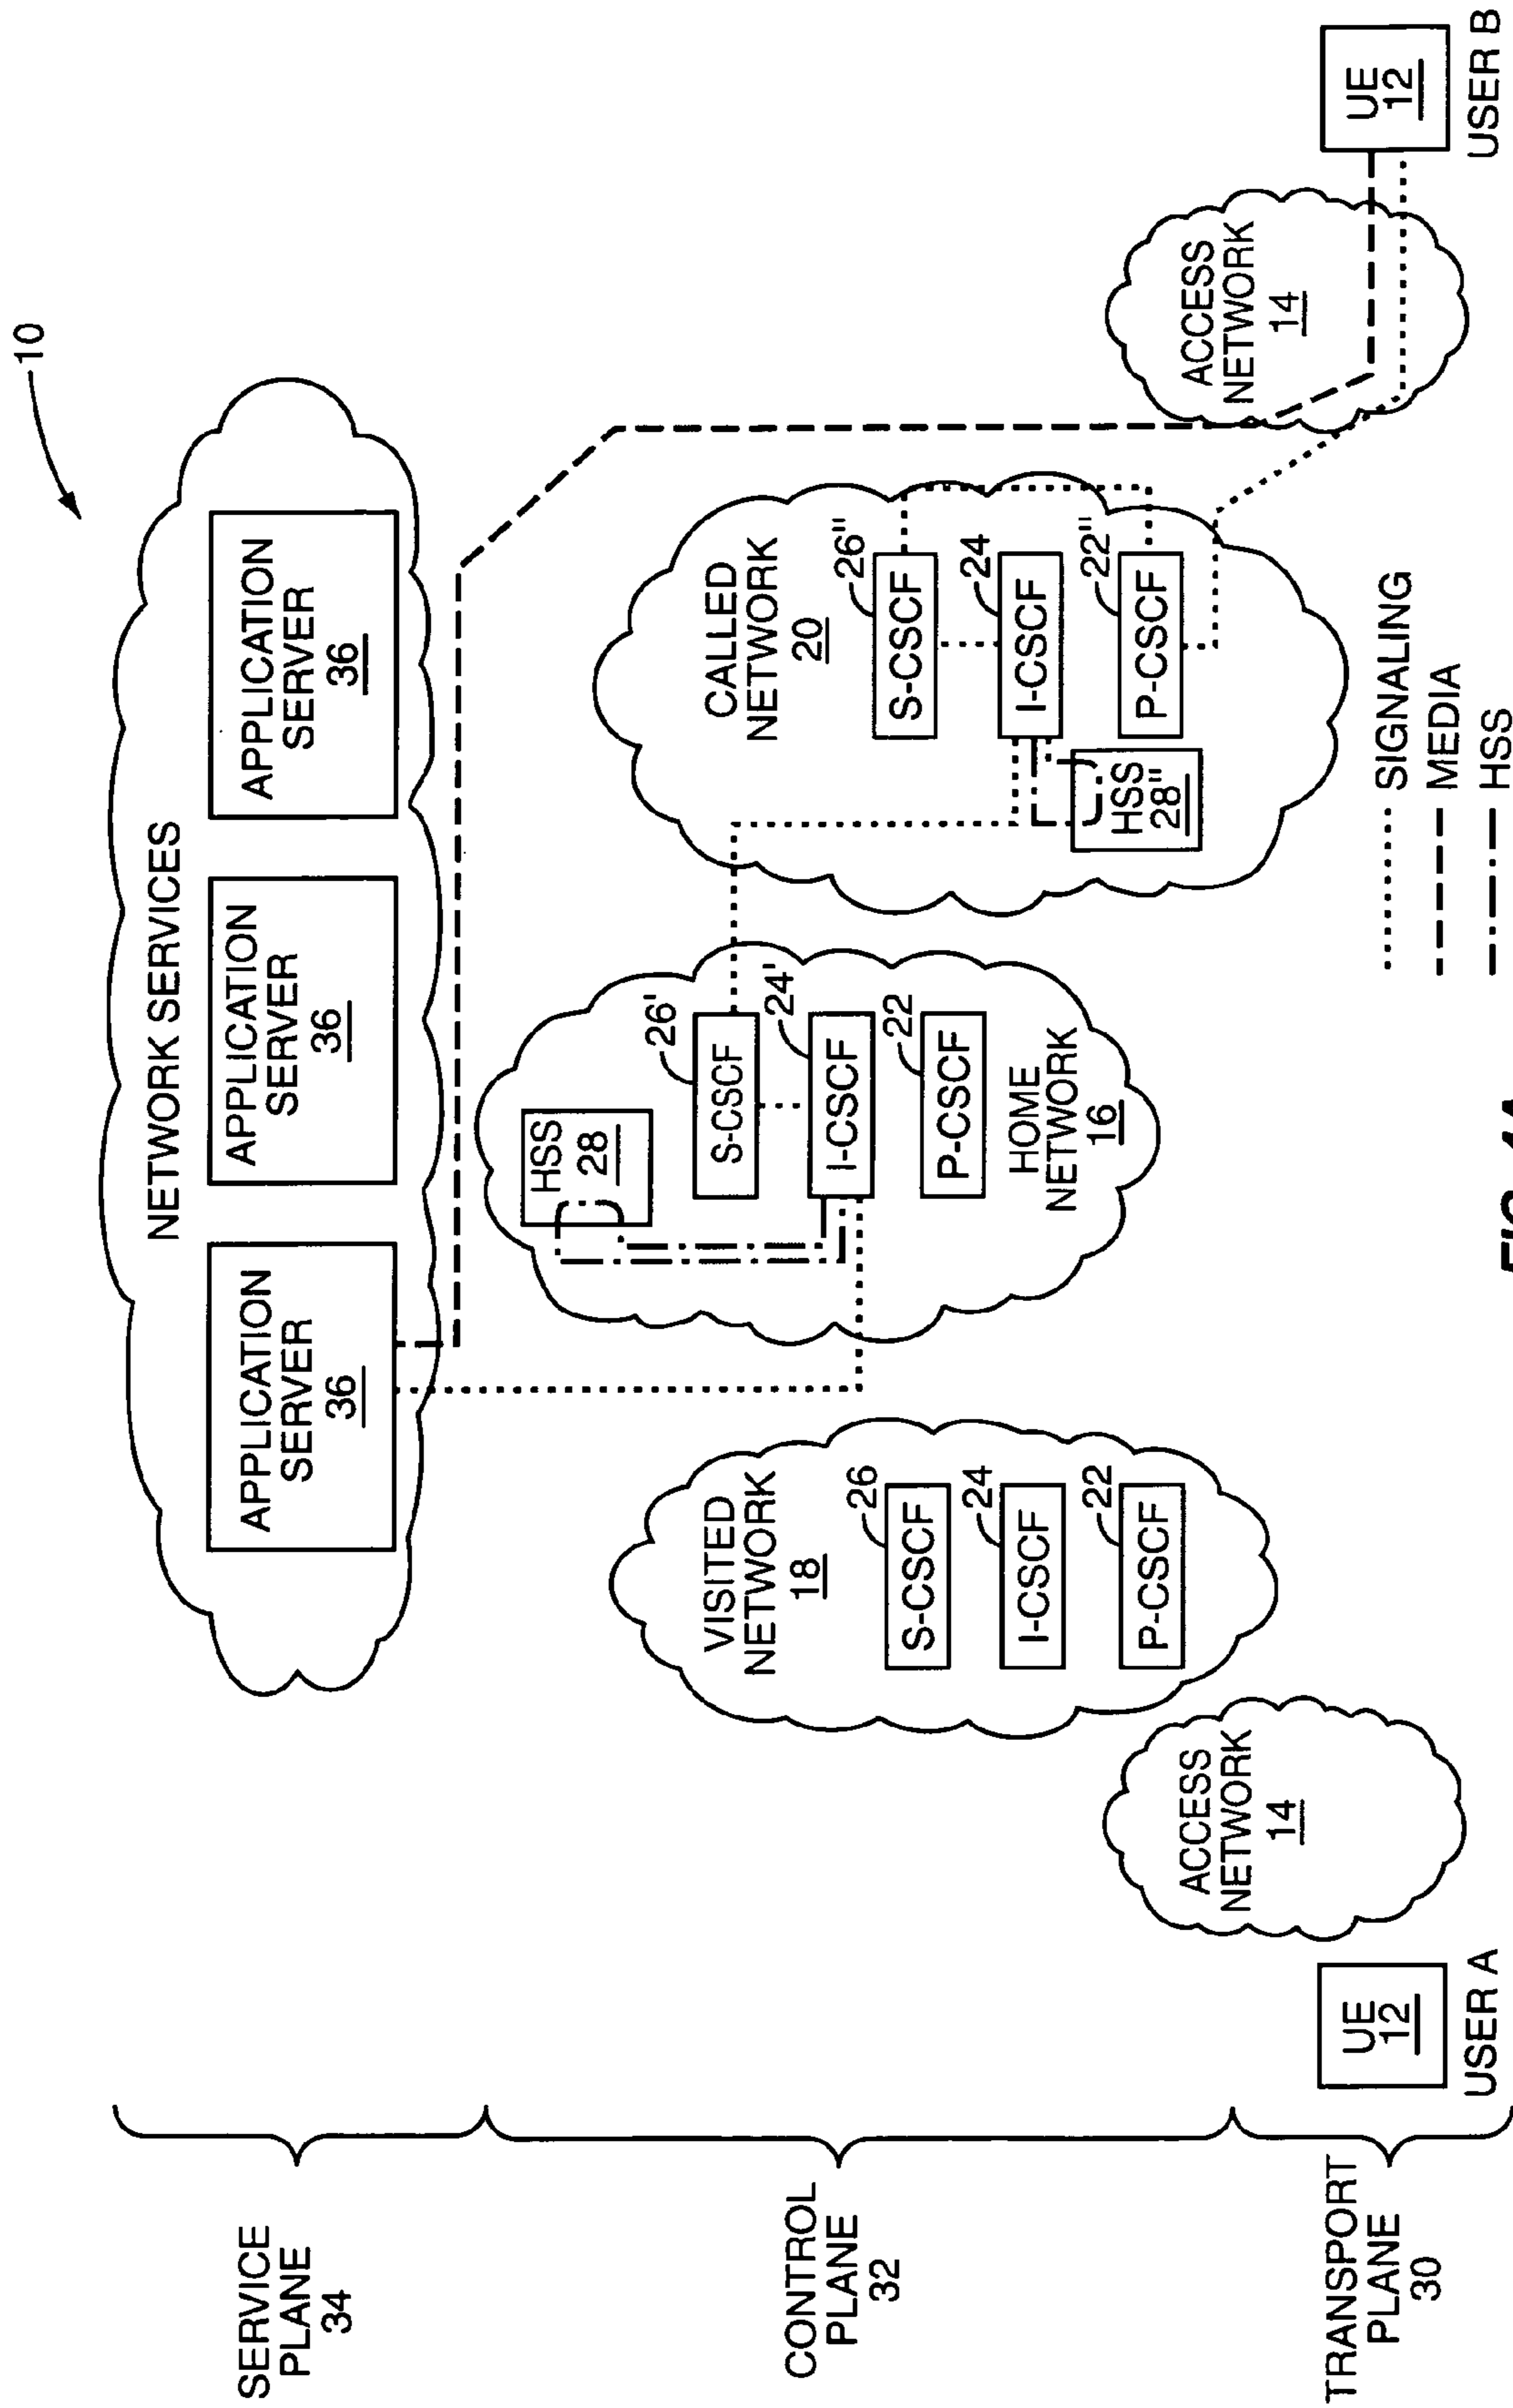 10
NETWORK SERVICES
APPLICATION
SERVER
36
APPLICATION
SERVER
36
APPLICATION
SERVER
36
SERVICE
PLANE
34
VISITED
NETWORK
18
26
S-CSCF
24
I-CSCF
22
P-CSCF
HSS
28
26'
S-CSCF
24'
I-CSCF
22
P-CSCF
HOME
NETWORK
16
CALLED
NETWORK
20
26"
S-CSCF
24
I-CSCF
22"
P-CSCF
HSS
28"
CONTROL
PLANE
32
ACCESS
NETWORK
14
ACCESS
NETWORK
14
UE
12
USER A
UE
12
USER B
TRANSPORT
PLANE
30
SIGNALING
MEDIA
HSS